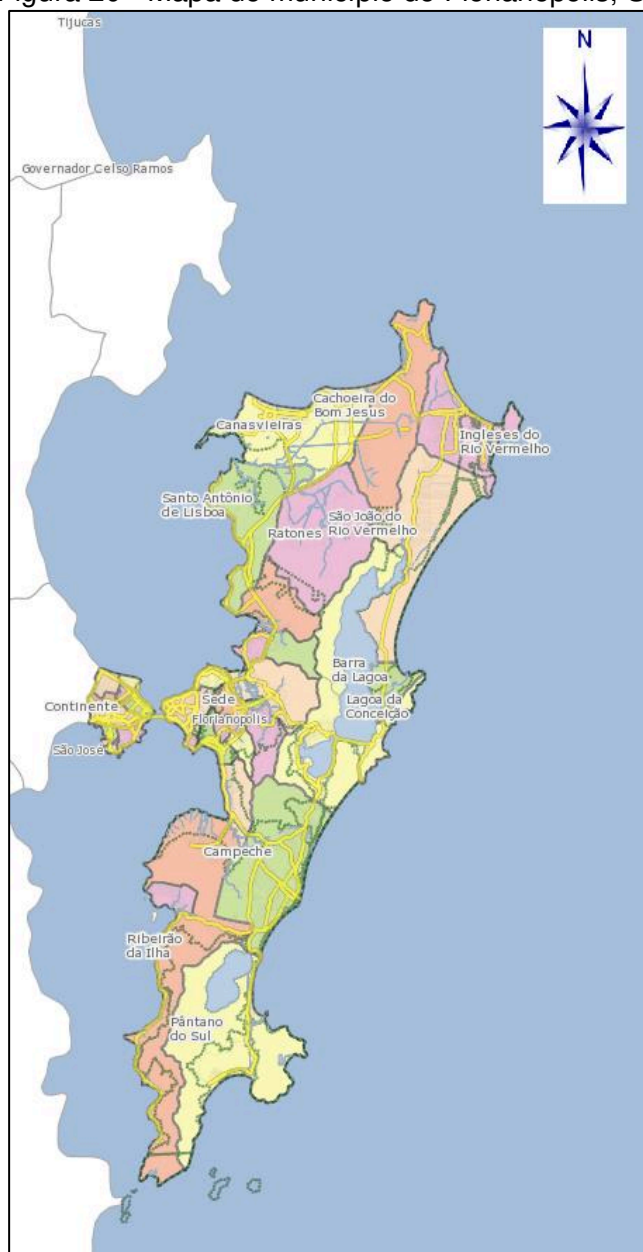 Tijucas
N
Governador Celso Ramos
Cachoeira do
Bom Jesus
Canasvieiras
Ingleses do
Rio Vermelho
Santo Antônio
de Lisboa
São João do
Rio Vermelho
Ratones
Barra
da Lagoa
Continente
Sede
Lagoa da
Conceição
Florianópolis
São José
Campeche
Ribeirão
da Ilha
Pântano
do Sul